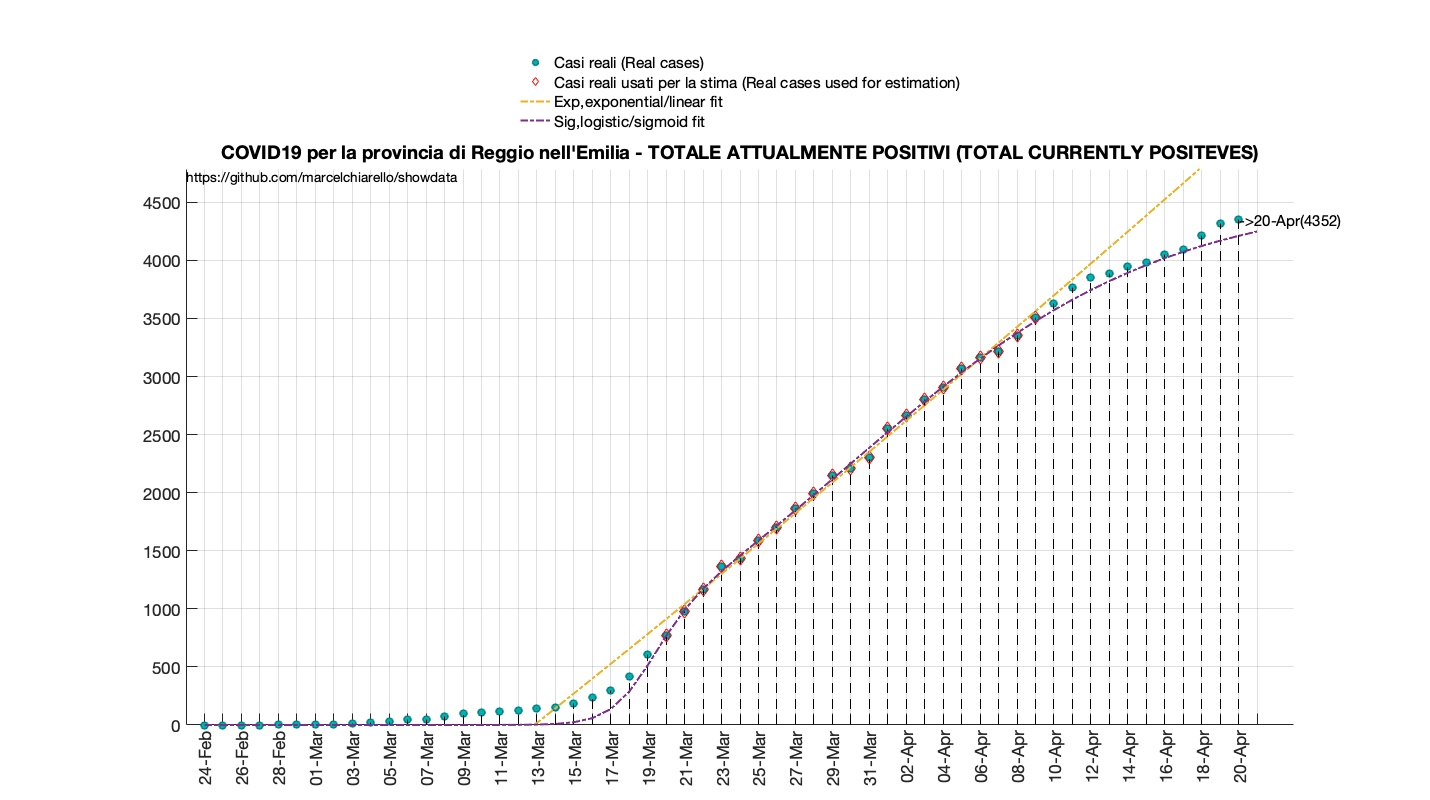 Casi reali (Real cases)
Casi reali usati per la stima (Real cases used for estimation)
Exp,exponential/linear fit
Sig,logistic/sigmoid fit
COVID19 per la provincia di Reggio nell'Emilia - TOTALE ATTUALMENTE POSITIVI (TOTAL CURRENTLY POSITEVES)
https://github.com/marcelchiarello/showdata
4500
->20-Apr(4352)
4000
3500
3000
2500
2000
1500
1000
500
0
24-Feb
26-Feb
28-Feb
01-Mar
03-Mar
05-Mar
07-Mar
09-Mar
11-Mar
13-Mar
15-Mar
17-Mar
19-Mar
21-Mar
23-Mar
25-Mar
27-Mar
29-Mar
31-Mar
02-Apr
04-Apr
06-Apr
08-Apr
10-Apr
12-Apr
14-Apr
16-Apr
18-Apr
20-Apr